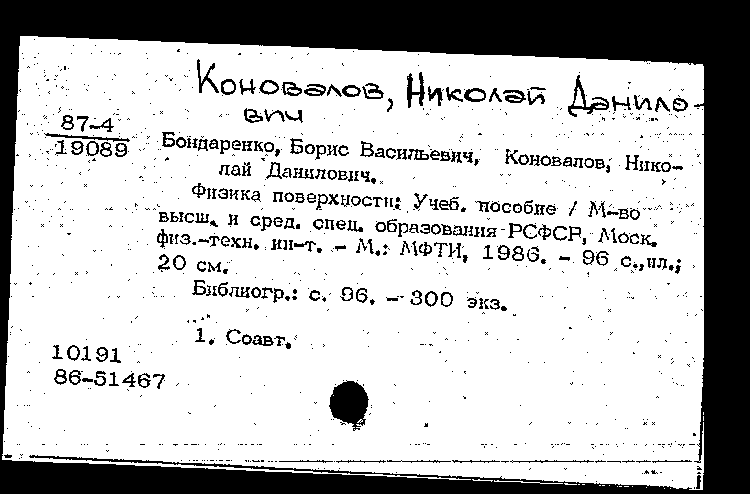 Коновалов, Николай Данило-
вич
87-4
19089
Бондаренко, Борис Васильевич, Коновалов, Нико-
лай Данилович.
Физика поверхности: Учеб. пособие / М-во
высш. и сред. спец. образования РСФСР, Моск.
физ.-техн. ин-т. - М.: МФТИ, 1986. - 96 с.,ил.;
20 см.
Библиогр.: с. 96. - 300 экз.
1. Соавт.
10191
86-51467